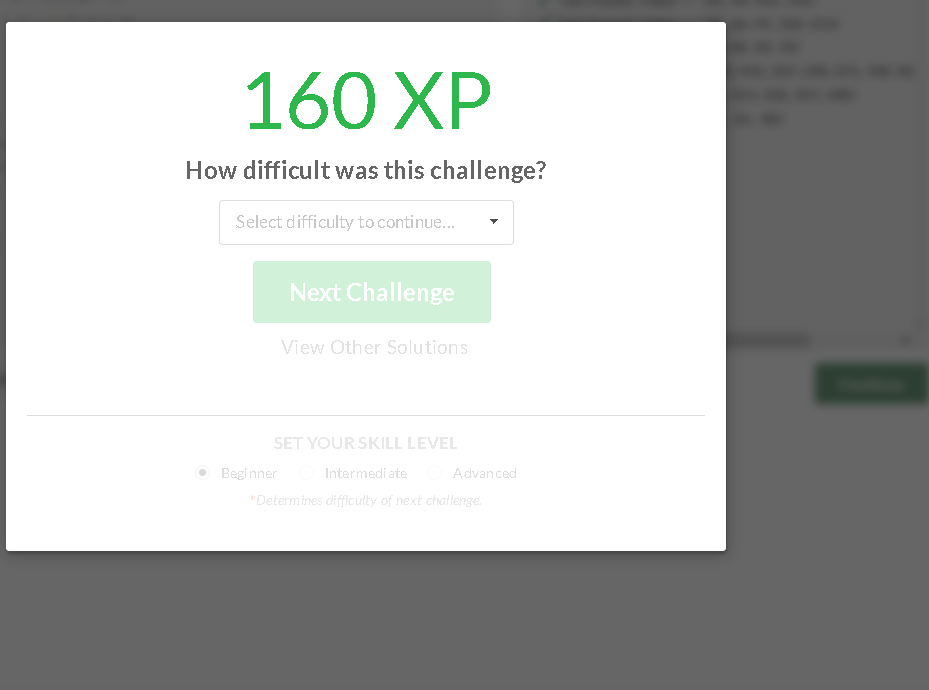 160 XP
How difficult was this challenge?
Select difficulty to continue...
Next Challenge
View Other Solutions
SET YOUR SKILL LEVEL
Beginner Intermediate Advanced
*Determines difficulty of next challenge.